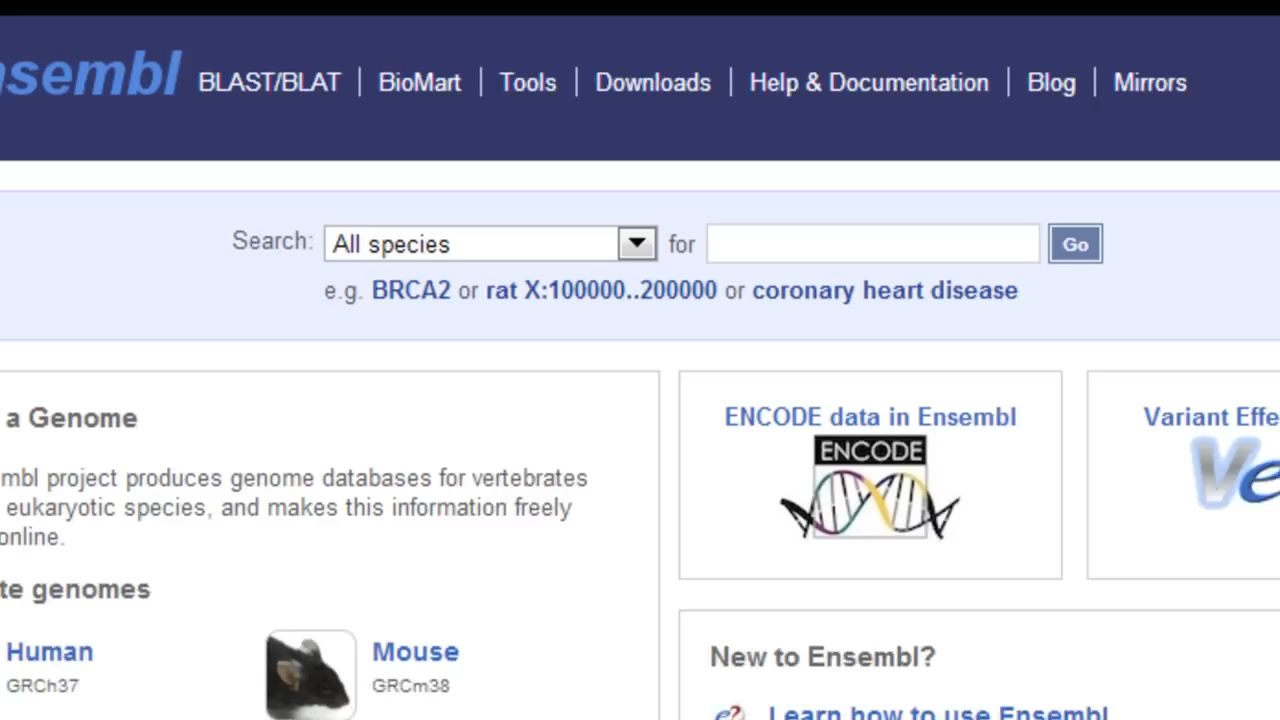 nsembl BLAST/BLAT | BioMart | Tools | Downloads | Help & Documentation | Blog | Mirrors
Search: All species for Go
e.g. BRCA2 or rat X:100000..200000 or coronary heart disease
a Genome
mbl project produces genome databases for vertebrates
eukaryotic species, and makes this information freely
online.
te genomes
Human
GRCh37
Mouse
GRCm38
ENCODE data in Ensembl
ENCODE
Variant Effe
Ve
New to Ensembl?
e? Learn how to use Ensembl